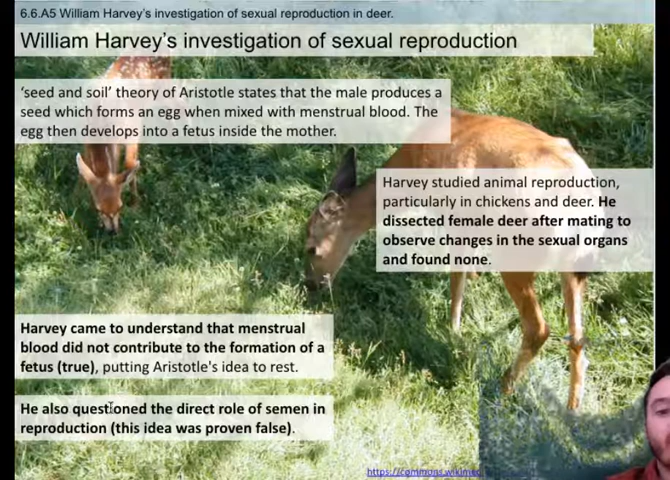 6.6.A5 William Harvey's investigation of sexual reproduction in deer.
William Harvey's investigation of sexual reproduction
‘seed and soil’ theory of Aristotle states that the male produces a
seed which forms an egg when mixed with menstrual blood. The
egg then develops into a fetus inside the mother.
Harvey studied animal reproduction,
particularly in chickens and deer. He
dissected female deer after mating to
observe changes in the sexual organs
and found none.
Harvey came to understand that menstrual
blood did not contribute to the formation of a
fetus (true), putting Aristotle's idea to rest.
He also questioned the direct role of semen in
reproduction (this idea was proven false).